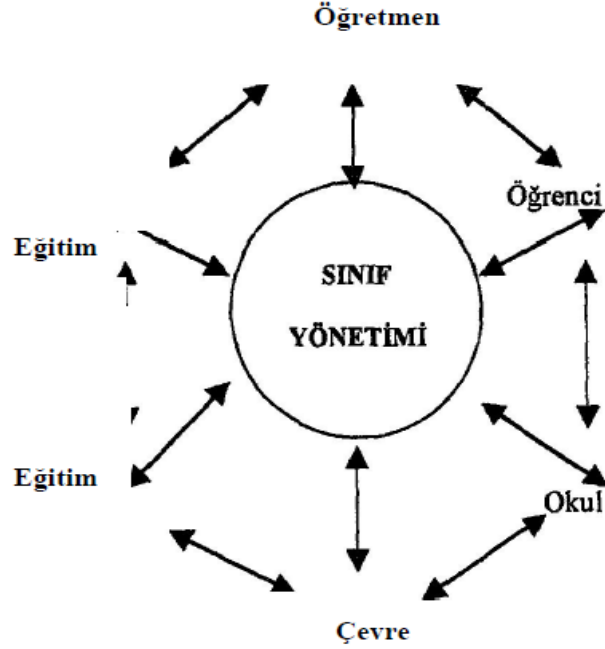 Öğretmen
Öğrenci
Eğitim
SINIF
YÖNETİMİ
Eğitim
Okul
Çevre